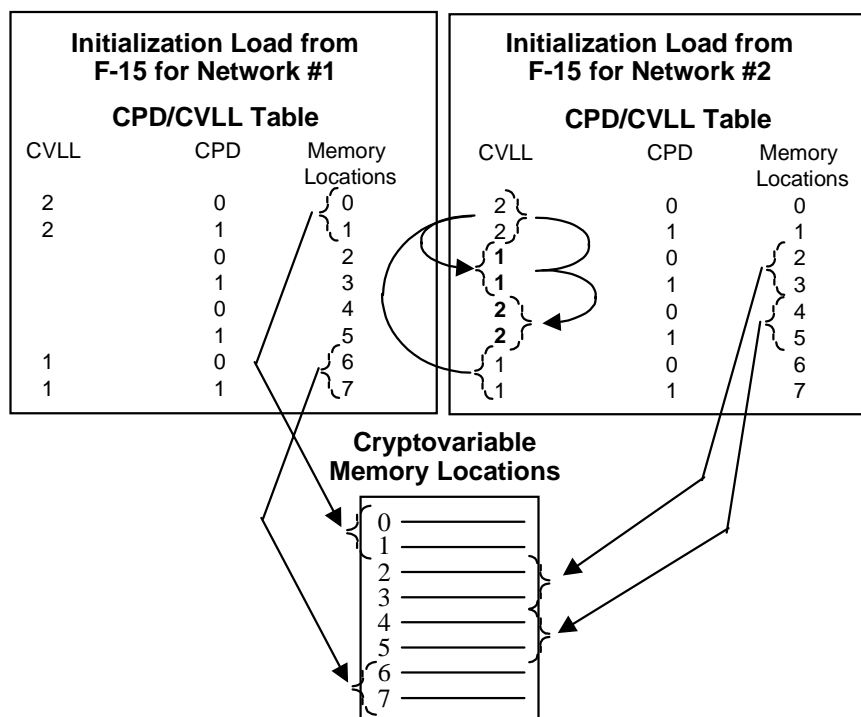 Initialization Load from
F-15 for Network #1
CPD/CVLL Table
CVLL CPD Memory
Locations
2 0 0
2 1 1
0 2
1 3
0 4
1 5
1 0 6
1 1 7
Initialization Load from
F-15 for Network #2
CPD/CVLL Table
CVLL CPD Memory
Locations
2 0 0
2 1 1
1 0 2
1 1 3
2 0 4
2 1 5
1 0 6
1 1 7
Cryptovariable
Memory Locations
0
1
2
3
4
5
6
7